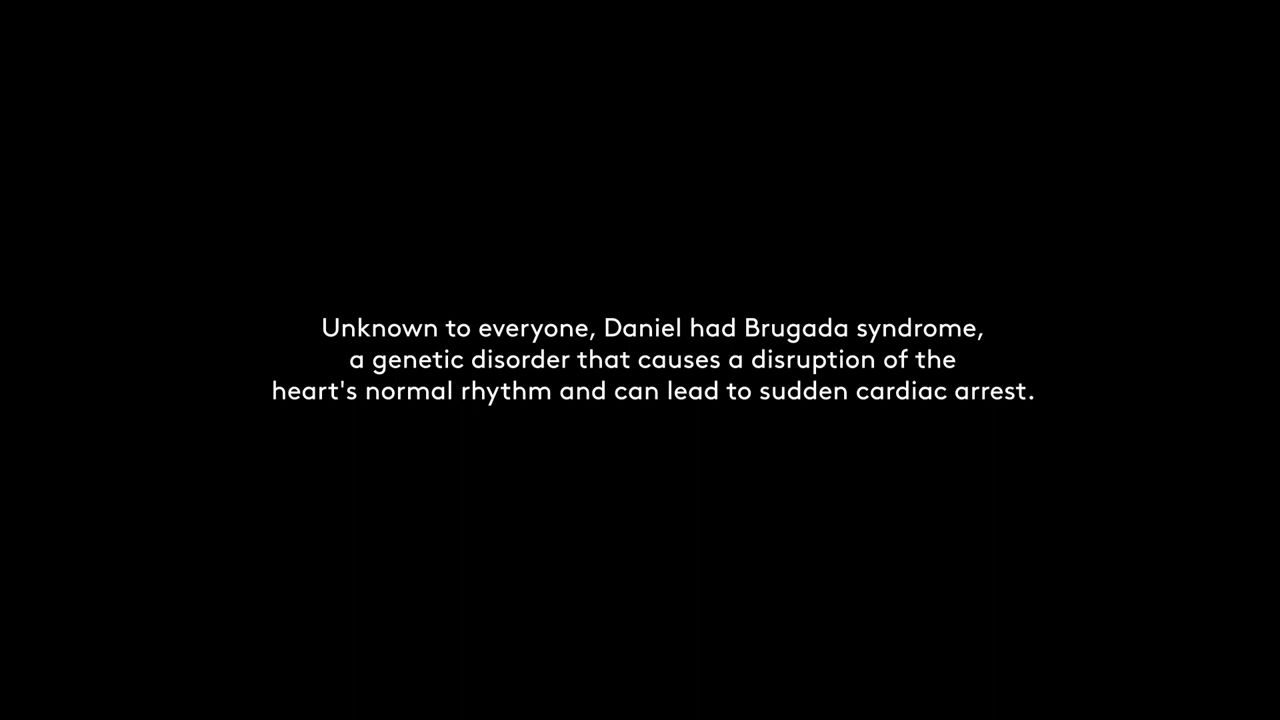 Unknown to everyone, Daniel had Brugada syndrome,
a genetic disorder that causes a disruption of the
heart's normal rhythm and can lead to sudden cardiac arrest.